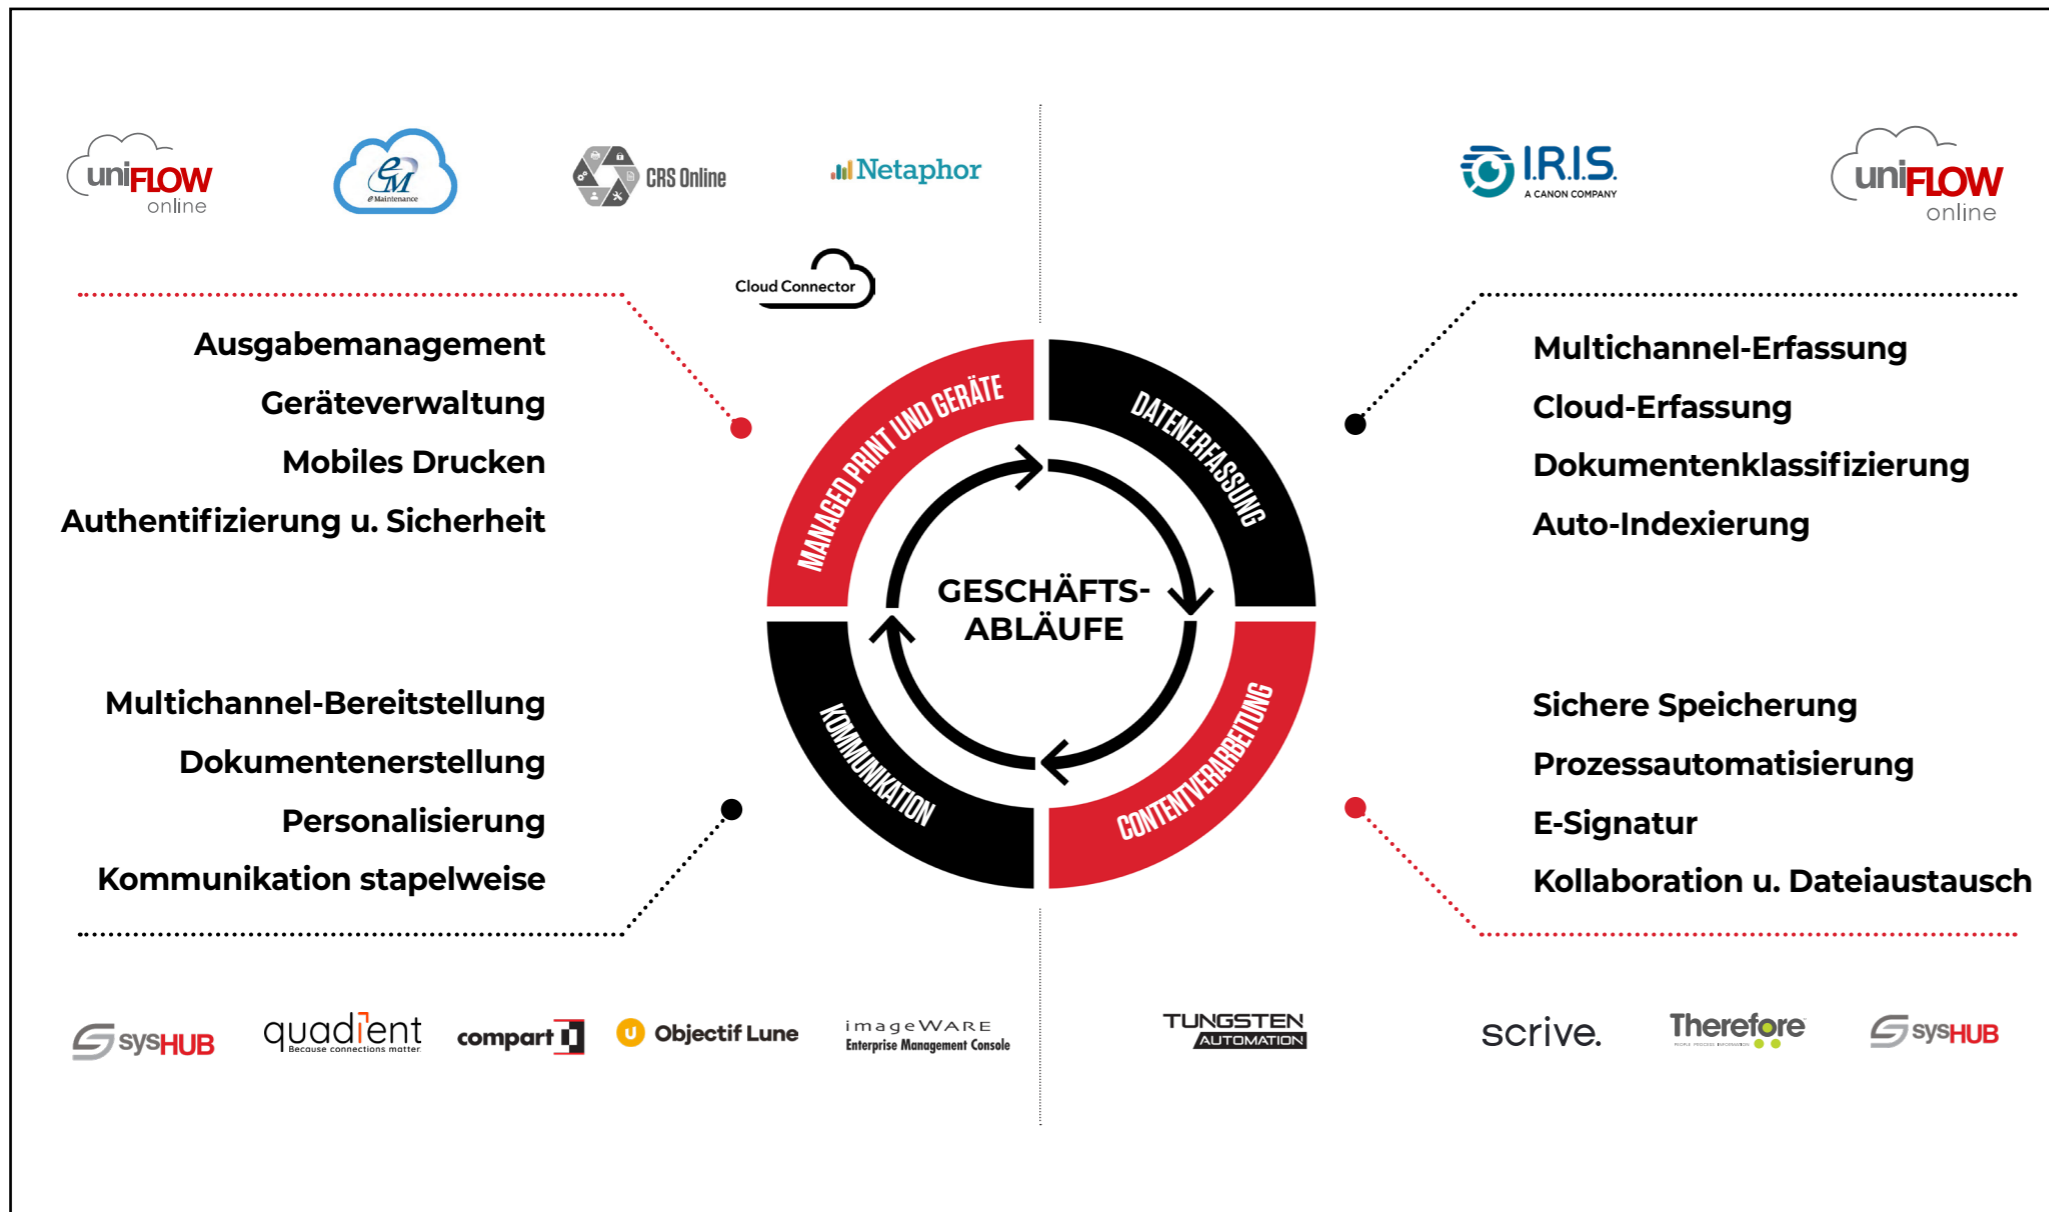 uniFLOW
online
eM
e Maintenance
CRS Online
Netaphor
Cloud Connector
I.R.I.S.
A CANON COMPANY
uniFLOW
online
Ausgabemanagement
Geräteverwaltung
Mobiles Drucken
Authentifizierung u. Sicherheit
Multichannel-Erfassung
Cloud-Erfassung
Dokumentenklassifizierung
Auto-Indexierung
MANAGED PRINT UND GERÄTE
DATENERFASSUNG
GESCHÄFTS-
ABLÄUFE
KOMMUNIKATION
CONTENTVERARBEITUNG
Multichannel-Bereitstellung
Dokumentenerstellung
Personalisierung
Kommunikation stapelweise
Sichere Speicherung
Prozessautomatisierung
E-Signatur
Kollaboration u. Dateiaustausch
sysHUB
quadient
Because connections matter.
compart
Objectif Lune
imageWARE
Enterprise Management Console
TUNGSTEN
AUTOMATION
scrive.
Therefore
PEOPLE PROCESS INFORMATION
sysHUB